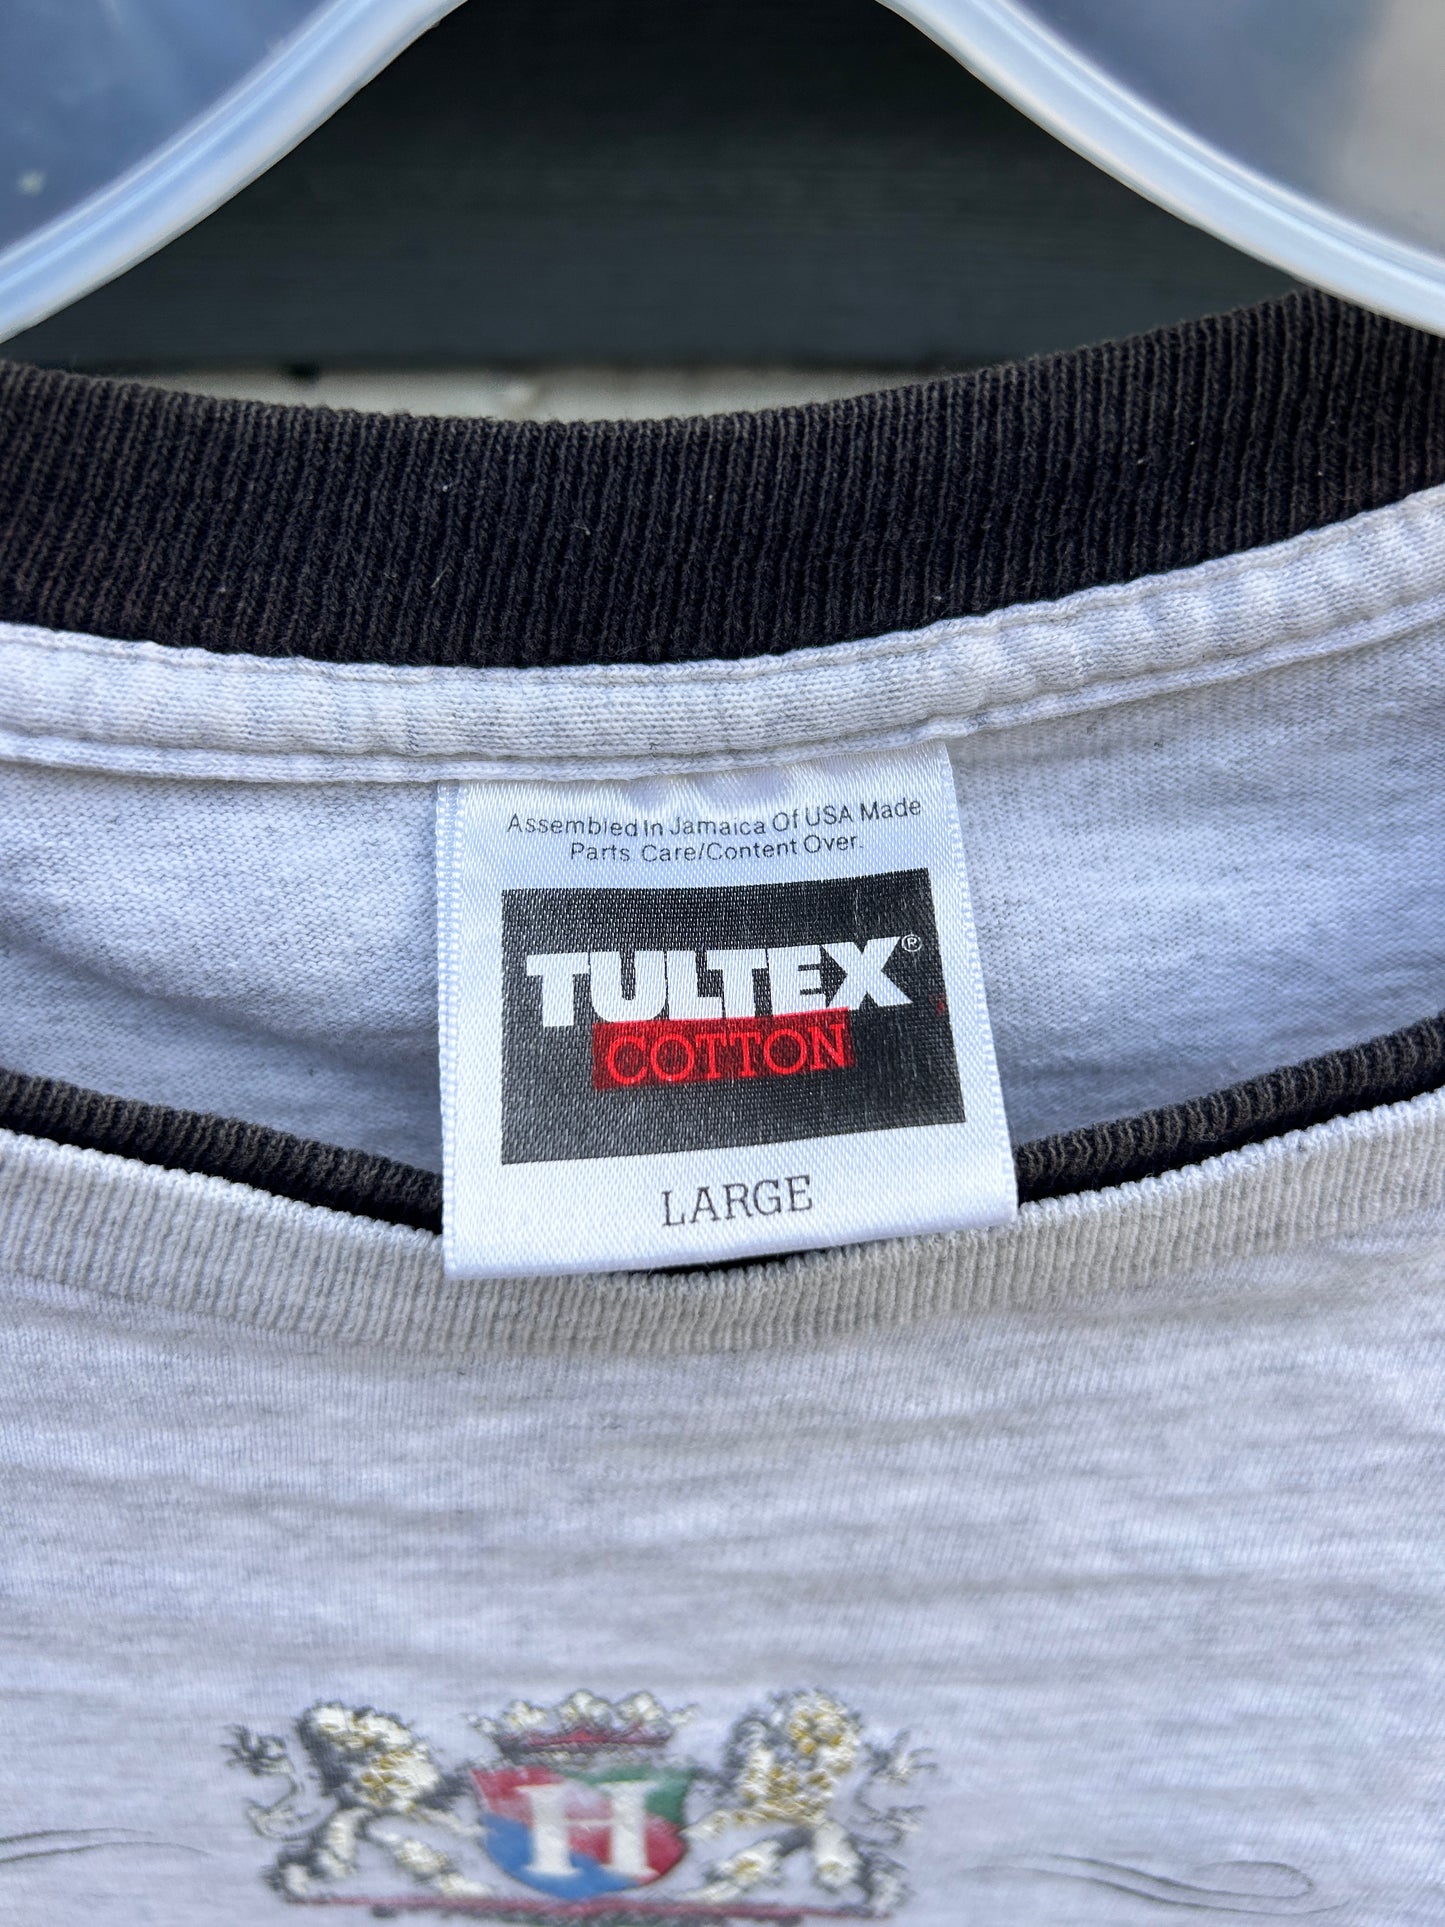 Assembled In Jamaica Of USA Made
Parts Care/Content Over.
TULTEX®
COTTON
LARGE
H